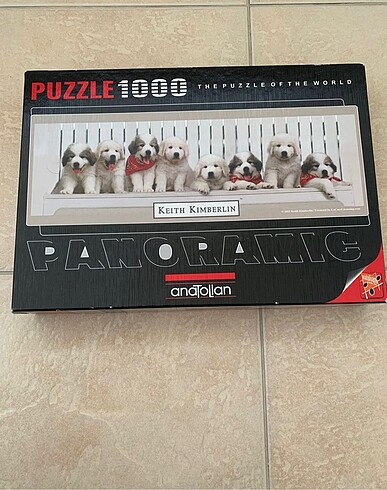 PUZZLE 1000 THE PUZZLE OF THE WORLD
KEITH KIMBERLIN
PANORAMIC
anaTolian